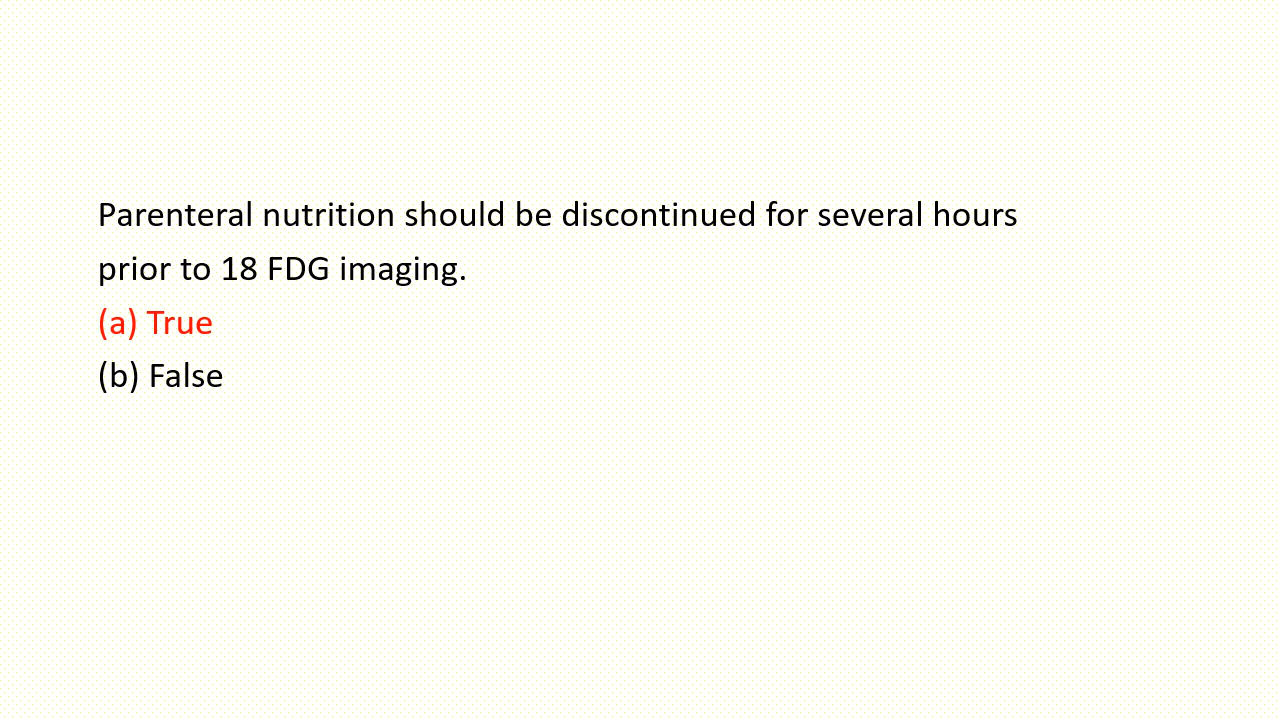 Parenteral nutrition should be discontinued for several hours
prior to 18 FDG imaging.
(a) True
(b) False